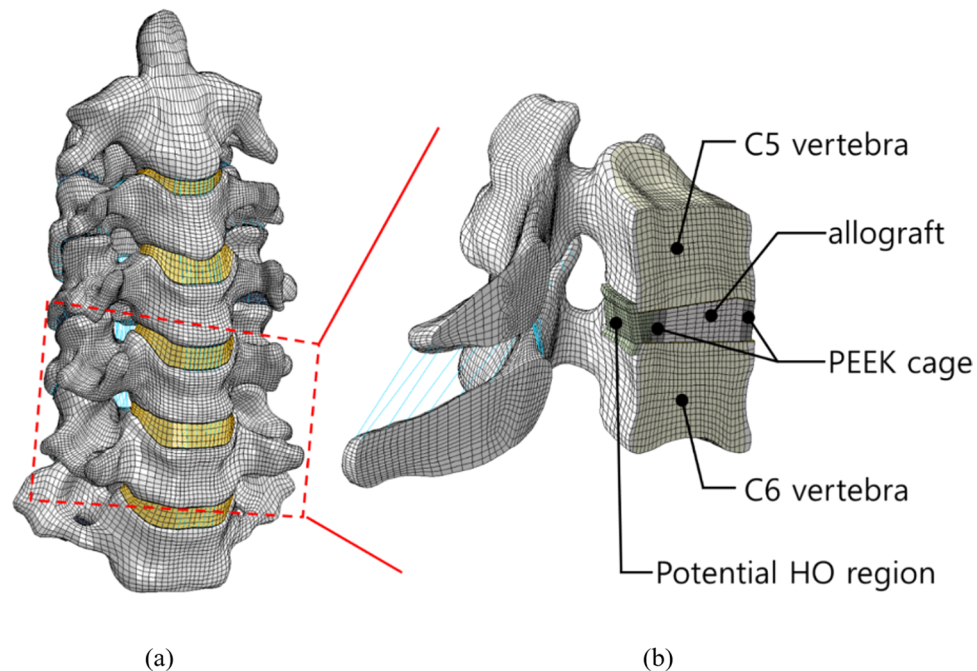 C5 vertebra
allograft
PEEK cage
C6 vertebra
Potential HO region
(a)
(b)